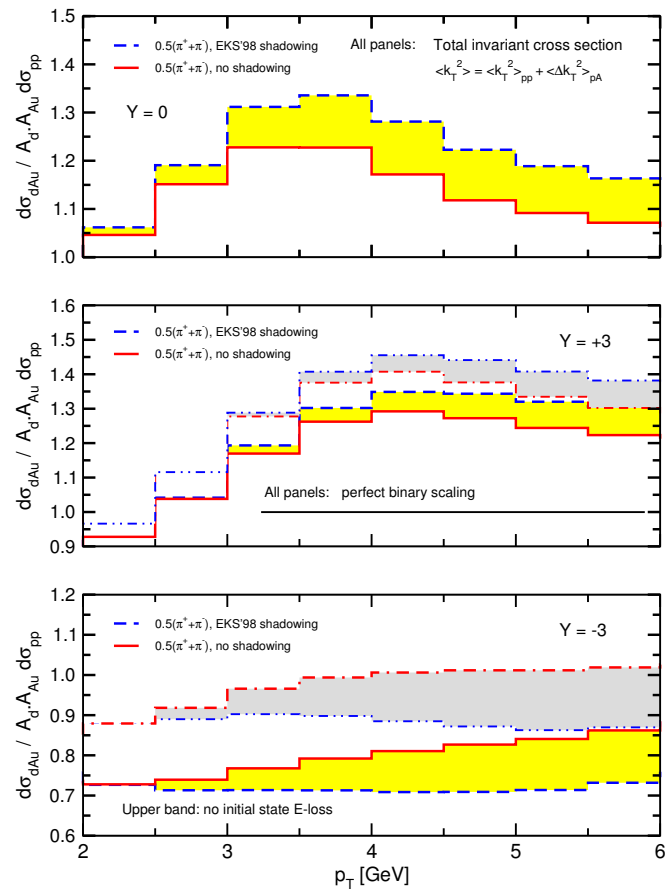 1.5
1.4
1.3
1.2
1.1
1.0
dσ_dAu / A_d.A_Au dσ_pp
0.5(π⁺+π⁻), EKS'98 shadowing
0.5(π⁺+π⁻), no shadowing
All panels: Total invariant cross section
<k_T²> = <k_T²>_pp + <Δk_T²>_pA
Y = 0
1.6
1.5
1.4
1.3
1.2
1.1
1.0
0.9
dσ_dAu / A_d.A_Au dσ_pp
0.5(π⁺+π⁻), EKS'98 shadowing
0.5(π⁺+π⁻), no shadowing
Y = +3
All panels: perfect binary scaling
1.2
1.1
1.0
0.9
0.8
0.7
0.6
dσ_dAu / A_d.A_Au dσ_pp
0.5(π⁺+π⁻), EKS'98 shadowing
0.5(π⁺+π⁻), no shadowing
Y = -3
Upper band: no initial state E-loss
2 3 4 5 6
p_T [GeV]